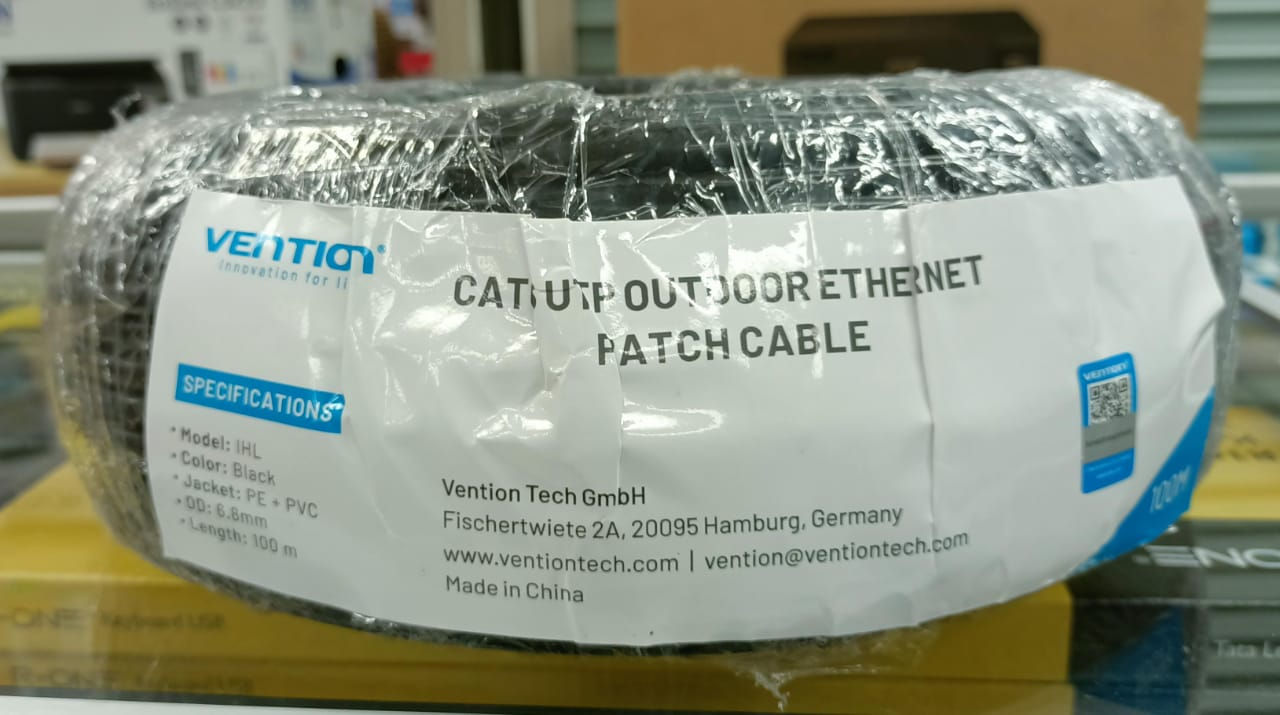 VENTION®
Innovation for li
CAT UTP OUTDOOR ETHERNET
PATCH CABLE
SPECIFICATIONS
* Model: IHL
* Color: Black
* Jacket: PE + PVC
* OD: 6.8mm
* Length: 100 m
Vention Tech GmbH
Fischertwiete 2A, 20095 Hamburg, Germany
www.ventiontech.com | vention@ventiontech.com
Made in China
VENTION
100M